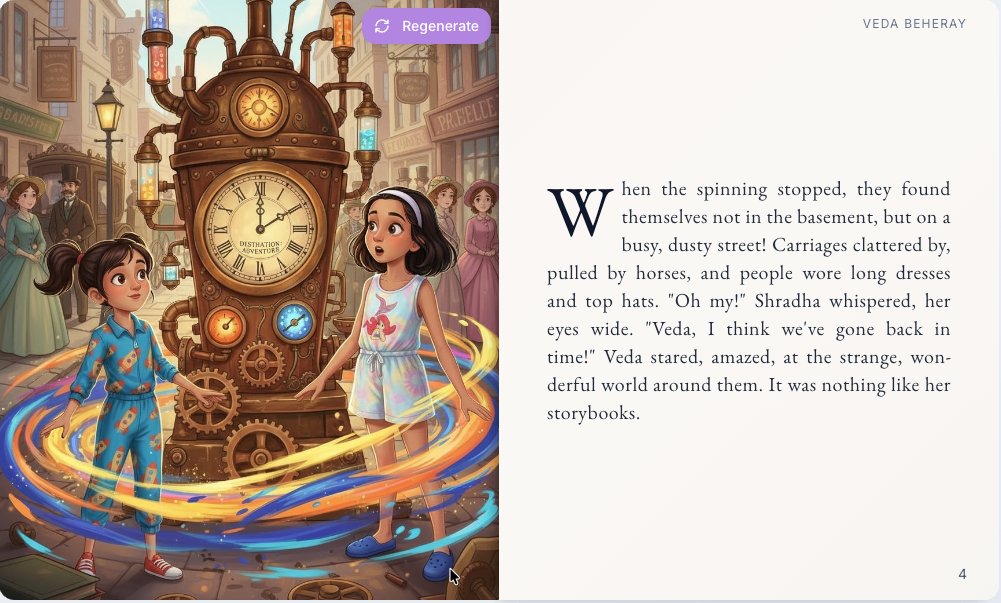 Regenerate
VEDA BEHERAY
DESTHATION:
ADVENTURE
When the spinning stopped, they found
themselves not in the basement, but on a
busy, dusty street! Carriages clattered by,
pulled by horses, and people wore long dresses
and top hats. "Oh my!" Shradha whispered, her
eyes wide. "Veda, I think we've gone back in
time!" Veda stared, amazed, at the strange, won-
derful world around them. It was nothing like her
storybooks.
4